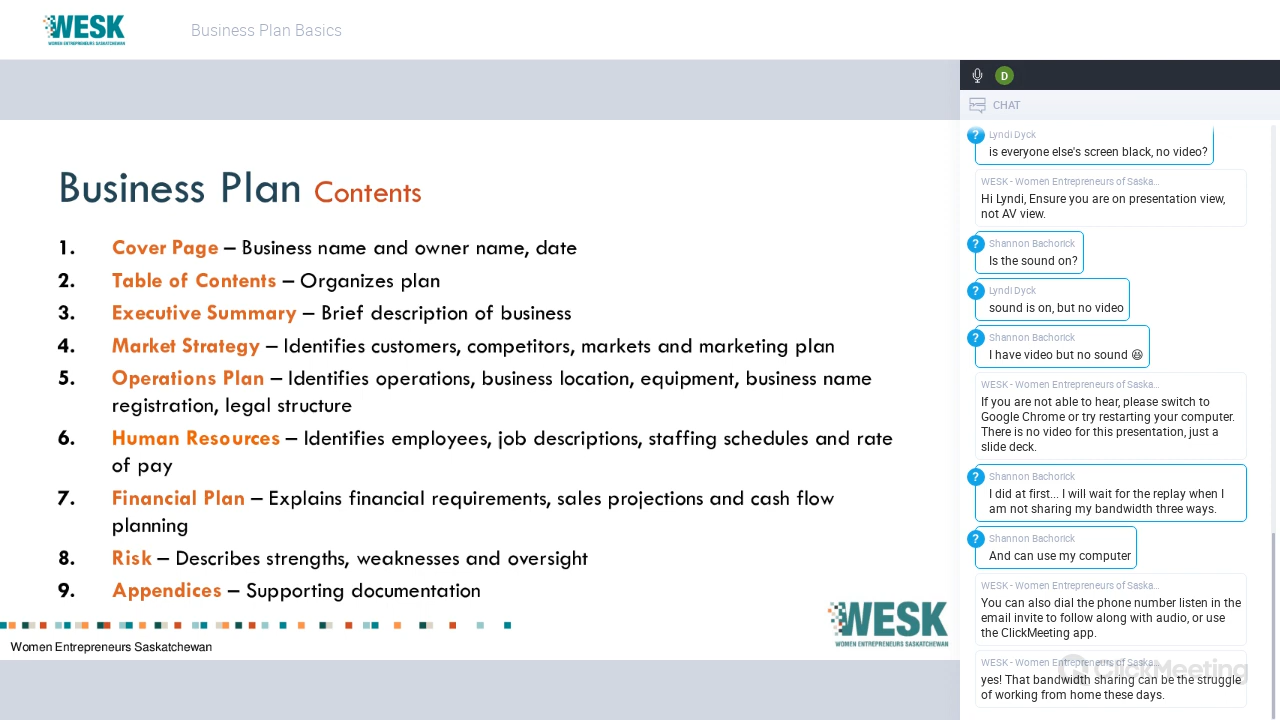 WESK
WOMEN ENTREPRENEURS SASKATCHEWAN
Business Plan Basics
Business Plan Contents
1. Cover Page – Business name and owner name, date
2. Table of Contents – Organizes plan
3. Executive Summary – Brief description of business
4. Market Strategy – Identifies customers, competitors, markets and marketing plan
5. Operations Plan – Identifies operations, business location, equipment, business name
registration, legal structure
6. Human Resources – Identifies employees, job descriptions, staffing schedules and rate
of pay
7. Financial Plan – Explains financial requirements, sales projections and cash flow
planning
8. Risk – Describes strengths, weaknesses and oversight
9. Appendices – Supporting documentation
Women Entrepreneurs Saskatchewan
WESK
WOMEN ENTREPRENEURS SASKATCHEWAN
D
CHAT
? Lyndi Dyck
is everyone else's screen black, no video?
WESK - Women Entrepreneurs of Saska...
Hi Lyndi, Ensure you are on presentation view,
not AV view.
? Shannon Bachorick
Is the sound on?
? Lyndi Dyck
sound is on, but no video
? Shannon Bachorick
I have video but no sound 😆
WESK - Women Entrepreneurs of Saska...
If you are not able to hear, please switch to
Google Chrome or try restarting your computer.
There is no video for this presentation, just a
slide deck.
? Shannon Bachorick
I did at first... I will wait for the replay when I
am not sharing my bandwidth three ways.
? Shannon Bachorick
And can use my computer
WESK - Women Entrepreneurs of Saska...
You can also dial the phone number listen in the
email invite to follow along with audio, or use
the ClickMeeting app.
WESK - Women Entrepreneurs of Saska...
yes! That bandwidth sharing can be the struggle
of working from home these days.
ClickMeeting